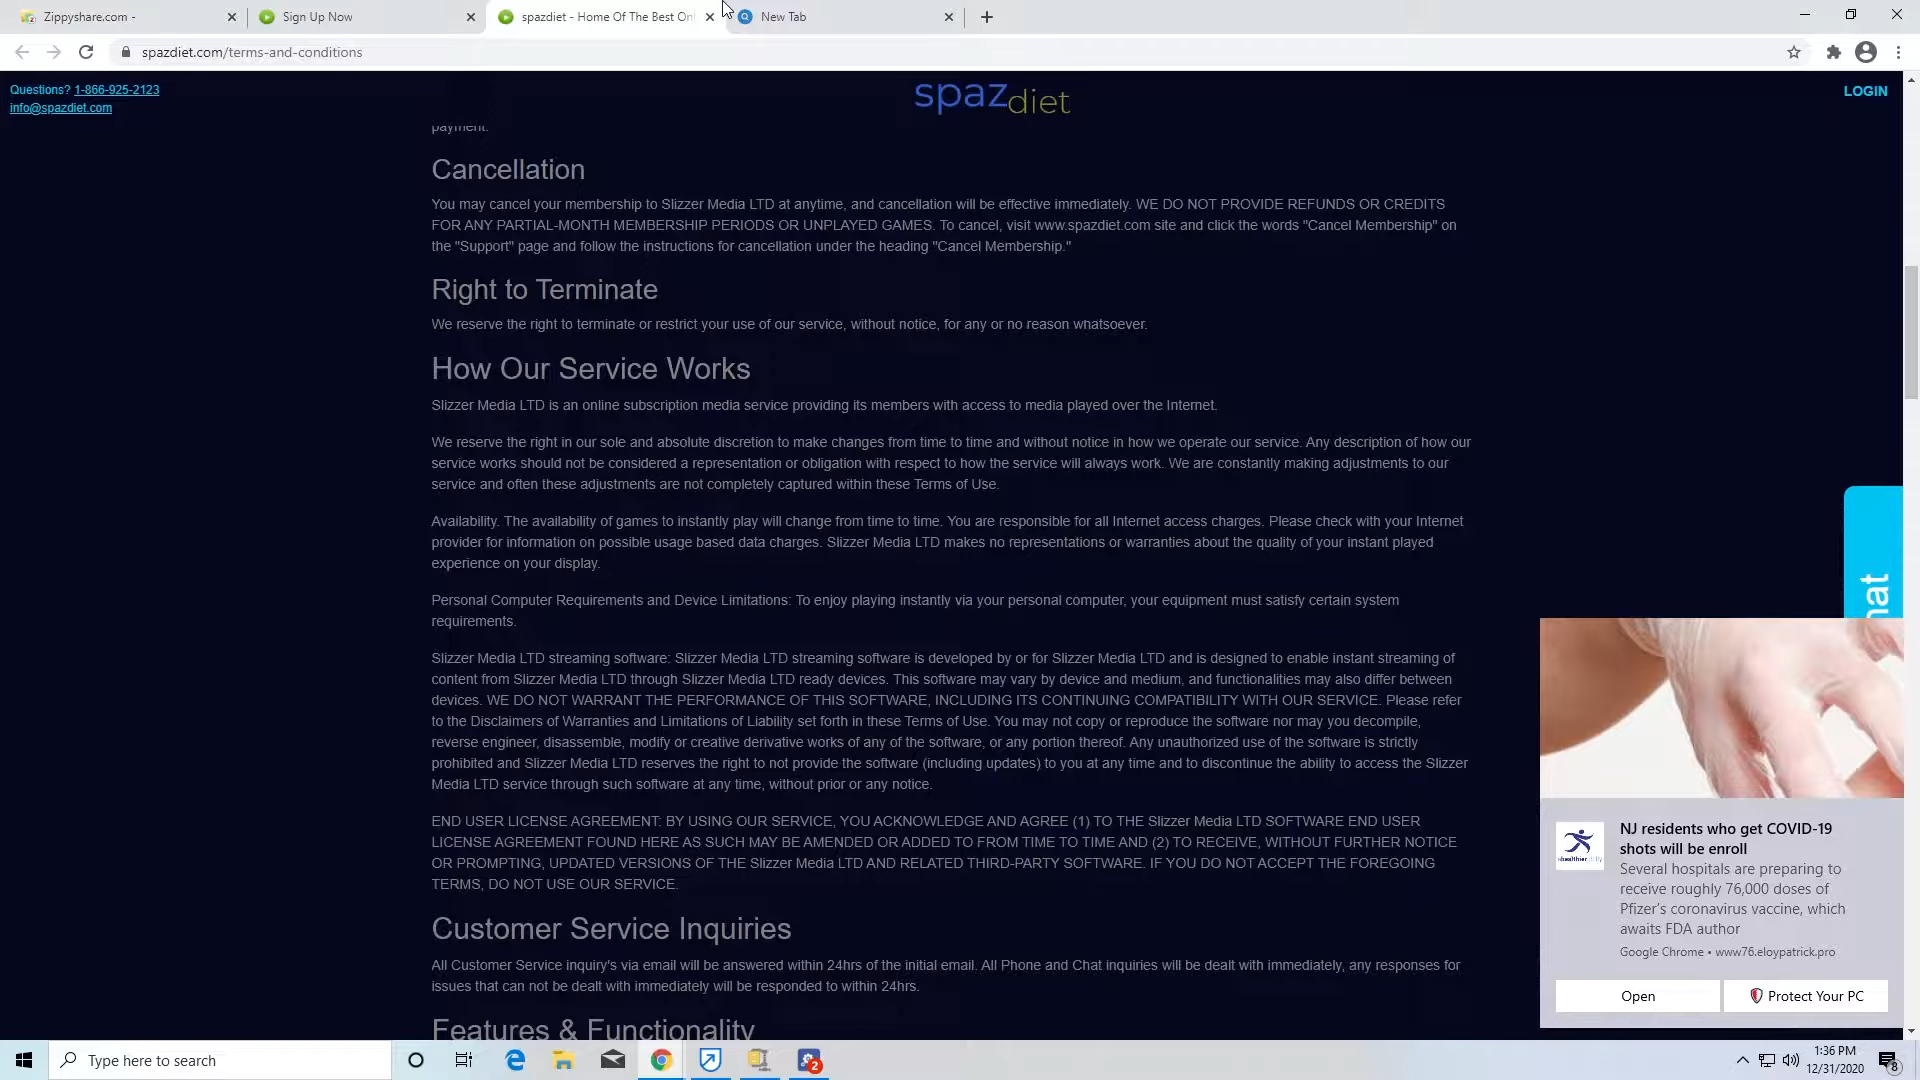 Zippyshare.com -
Sign Up Now
spazdiet - Home Of The Best Onl
New Tab
spazdiet.com/terms-and-conditions
Questions? 1-866-925-2123
info@spazdiet.com
spazdiet
LOGIN
payment.
Cancellation
You may cancel your membership to Slizzer Media LTD at anytime, and cancellation will be effective immediately. WE DO NOT PROVIDE REFUNDS OR CREDITS
FOR ANY PARTIAL-MONTH MEMBERSHIP PERIODS OR UNPLAYED GAMES. To cancel, visit www.spazdiet.com site and click the words "Cancel Membership" on
the "Support" page and follow the instructions for cancellation under the heading "Cancel Membership."
Right to Terminate
We reserve the right to terminate or restrict your use of our service, without notice, for any or no reason whatsoever.
How Our Service Works
Slizzer Media LTD is an online subscription media service providing its members with access to media played over the Internet.
We reserve the right in our sole and absolute discretion to make changes from time to time and without notice in how we operate our service. Any description of how our
service works should not be considered a representation or obligation with respect to how the service will always work. We are constantly making adjustments to our
service and often these adjustments are not completely captured within these Terms of Use.
Availability. The availability of games to instantly play will change from time to time. You are responsible for all Internet access charges. Please check with your Internet
provider for information on possible usage based data charges. Slizzer Media LTD makes no representations or warranties about the quality of your instant played
experience on your display.
Personal Computer Requirements and Device Limitations: To enjoy playing instantly via your personal computer, your equipment must satisfy certain system
requirements.
Slizzer Media LTD streaming software: Slizzer Media LTD streaming software is developed by or for Slizzer Media LTD and is designed to enable instant streaming of
content from Slizzer Media LTD through Slizzer Media LTD ready devices. This software may vary by device and medium, and functionalities may also differ between
devices. WE DO NOT WARRANT THE PERFORMANCE OF THIS SOFTWARE, INCLUDING ITS CONTINUING COMPATIBILITY WITH OUR SERVICE. Please refer
to the Disclaimers of Warranties and Limitations of Liability set forth in these Terms of Use. You may not copy or reproduce the software nor may you decompile,
reverse engineer, disassemble, modify or creative derivative works of any of the software, or any portion thereof. Any unauthorized use of the software is strictly
prohibited and Slizzer Media LTD reserves the right to not provide the software (including updates) to you at any time and to discontinue the ability to access the Slizzer
Media LTD service through such software at any time, without prior or any notice.
END USER LICENSE AGREEMENT: BY USING OUR SERVICE, YOU ACKNOWLEDGE AND AGREE (1) TO THE Slizzer Media LTD SOFTWARE END USER
LICENSE AGREEMENT FOUND HERE AS SUCH MAY BE AMENDED OR ADDED TO FROM TIME TO TIME AND (2) TO RECEIVE, WITHOUT FURTHER NOTICE
OR PROMPTING, UPDATED VERSIONS OF THE Slizzer Media LTD AND RELATED THIRD-PARTY SOFTWARE. IF YOU DO NOT ACCEPT THE FOREGOING
TERMS, DO NOT USE OUR SERVICE.
Customer Service Inquiries
All Customer Service inquiry's via email will be answered within 24hrs of the initial email. All Phone and Chat inquiries will be dealt with immediately, any responses for
issues that can not be dealt with immediately will be responded to within 24hrs.
Features & Functionality
hat
NJ residents who get COVID-19
shots will be enroll
Several hospitals are preparing to
receive roughly 76,000 doses of
Pfizer's coronavirus vaccine, which
awaits FDA author
Google Chrome • www76.eloypatrick.pro
Open
Protect Your PC
Type here to search
2
1:36 PM
12/31/2020
8